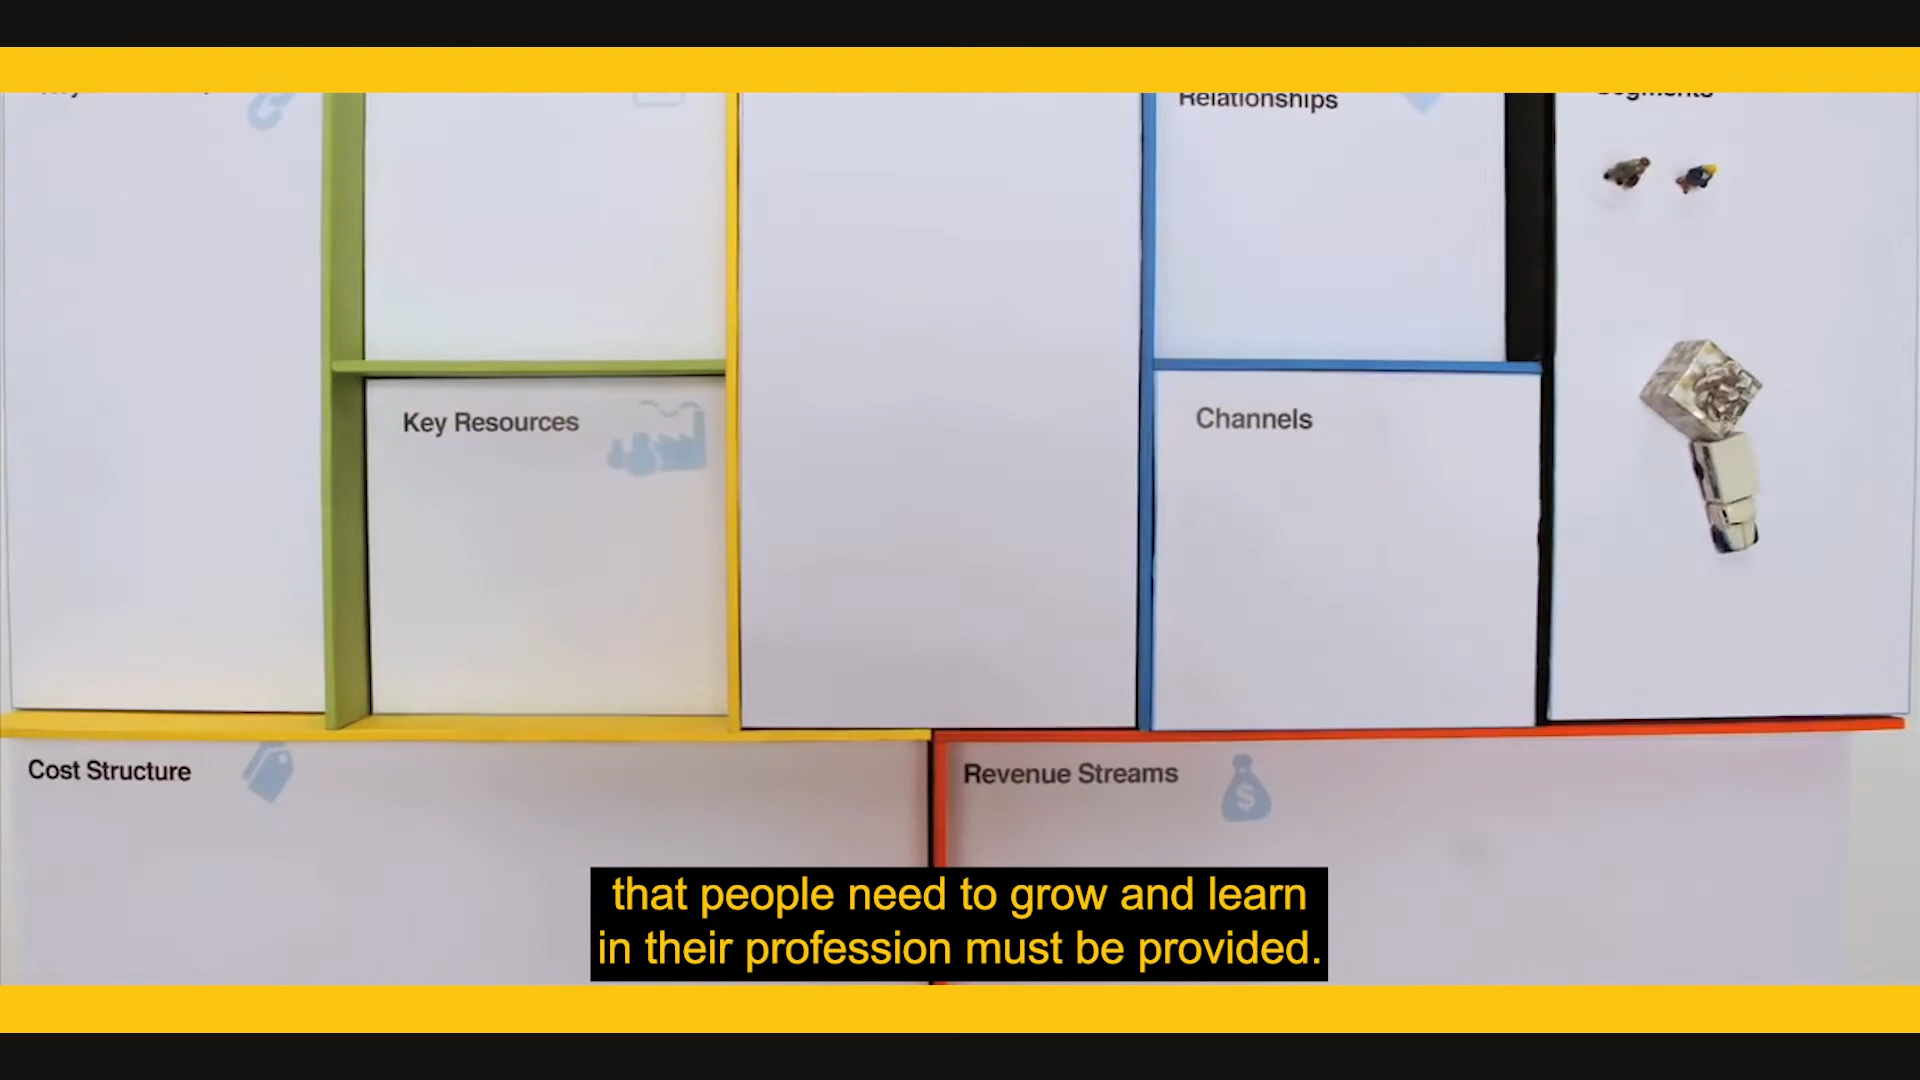 Relationships
Segments
Key Resources
Channels
Cost Structure
Revenue Streams
$
that people need to grow and learn
in their profession must be provided.